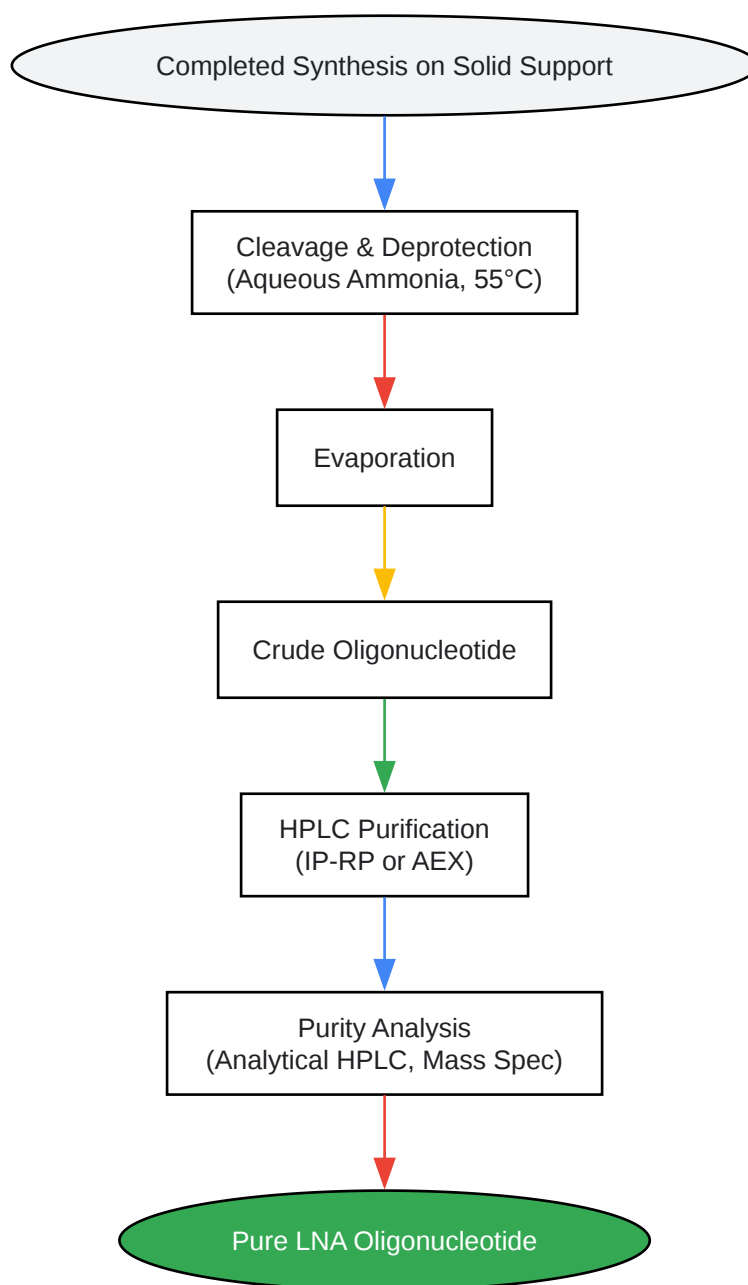 Completed Synthesis on Solid Support
Cleavage & Deprotection
(Aqueous Ammonia, 55°C)
Evaporation
Crude Oligonucleotide
HPLC Purification
(IP-RP or AEX)
Purity Analysis
(Analytical HPLC, Mass Spec)
Pure LNA Oligonucleotide